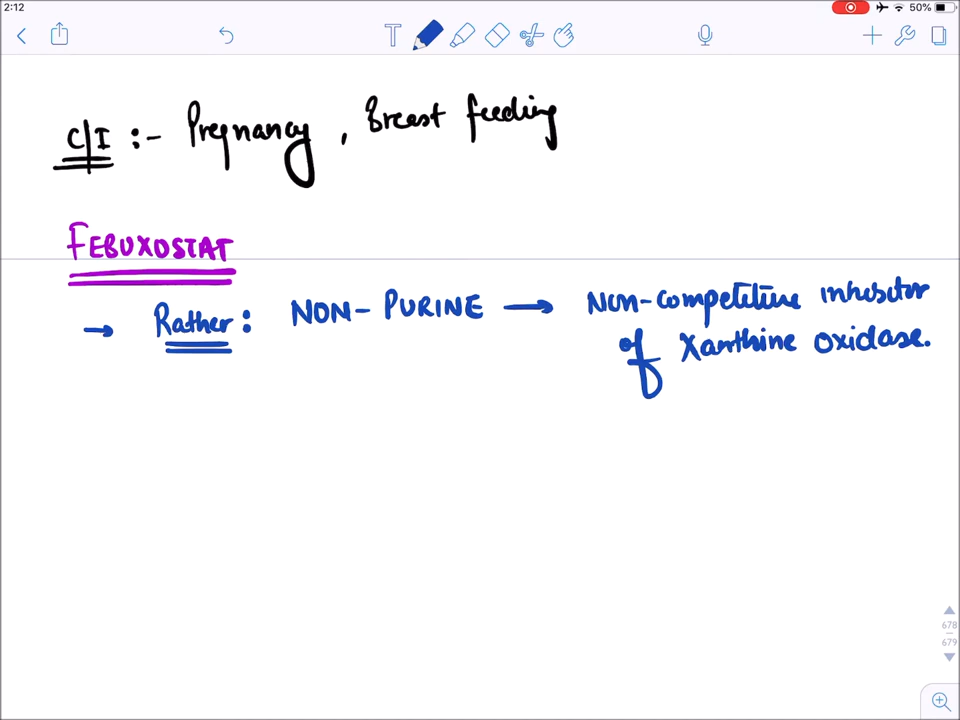 2:12
50%
T
C/I :- Pregnancy , Breast feeding
FEBUXOSTAT
→ Rather : NON-PURINE → Non-competitive inhibitor
of Xanthine oxidase.
678
679